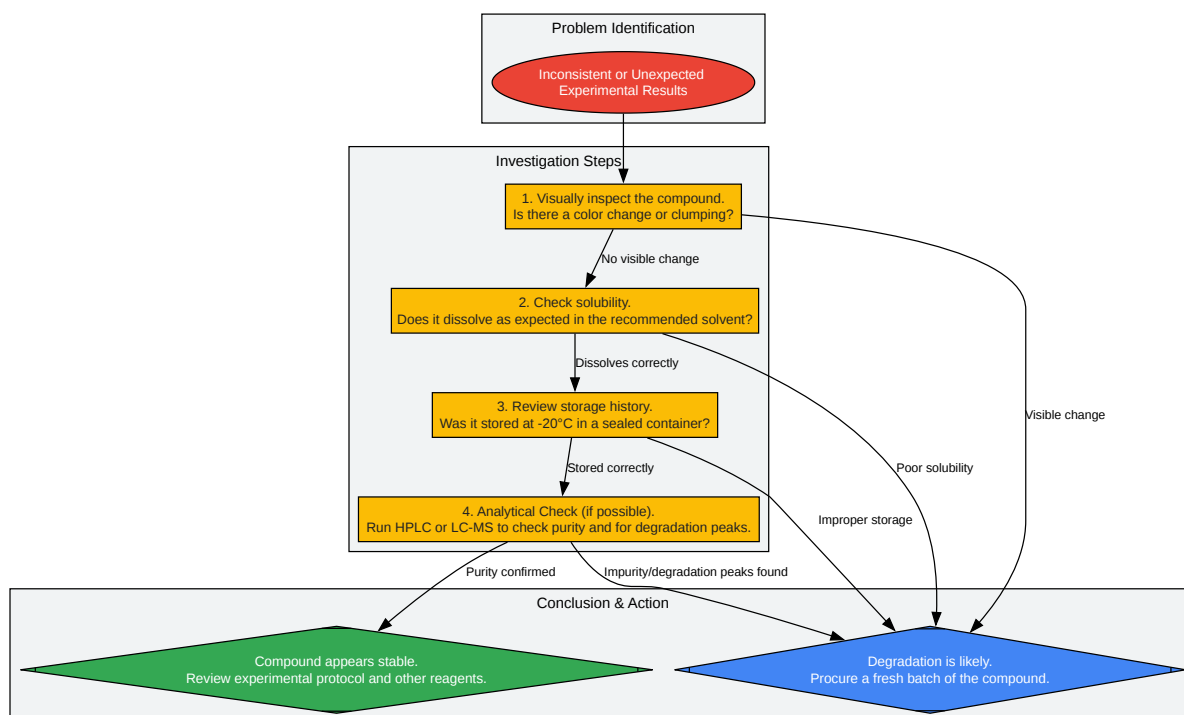 Problem Identification
Inconsistent or Unexpected
Experimental Results
Investigation Steps
1. Visually inspect the compound.
Is there a color change or clumping?
No visible change
2. Check solubility.
Does it dissolve as expected in the recommended solvent?
Dissolves correctly
3. Review storage history.
Was it stored at -20°C in a sealed container?
Visible change
Stored correctly
Poor solubility
4. Analytical Check (if possible).
Run HPLC or LC-MS to check purity and for degradation peaks.
Improper storage
Purity confirmed
Impurity/degradation peaks found
Conclusion & Action
Compound appears stable.
Review experimental protocol and other reagents.
Degradation is likely.
Procure a fresh batch of the compound.